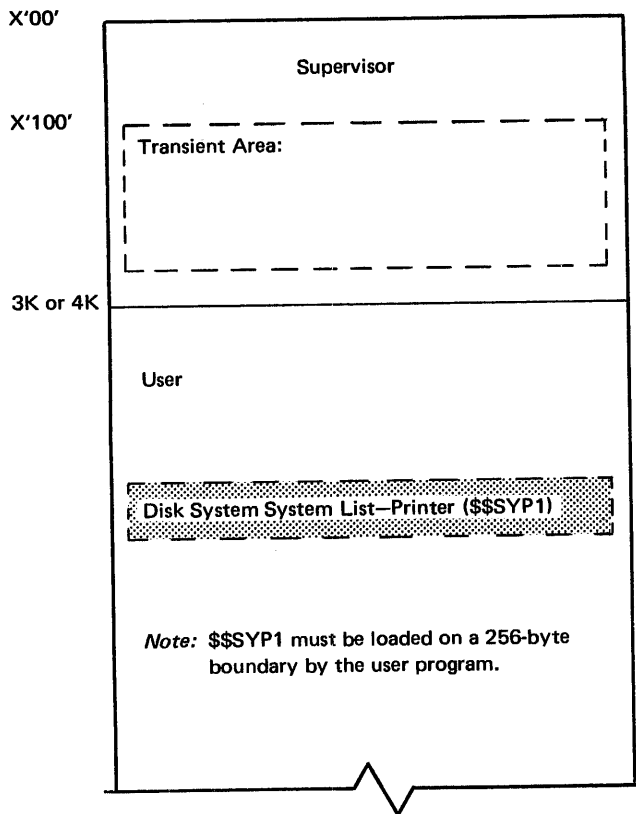 X'00'
Supervisor
X'100'
Transient Area:
3K or 4K
User
Disk System System List—Printer ($$SYP1)
Note: $$SYP1 must be loaded on a 256-byte
boundary by the user program.